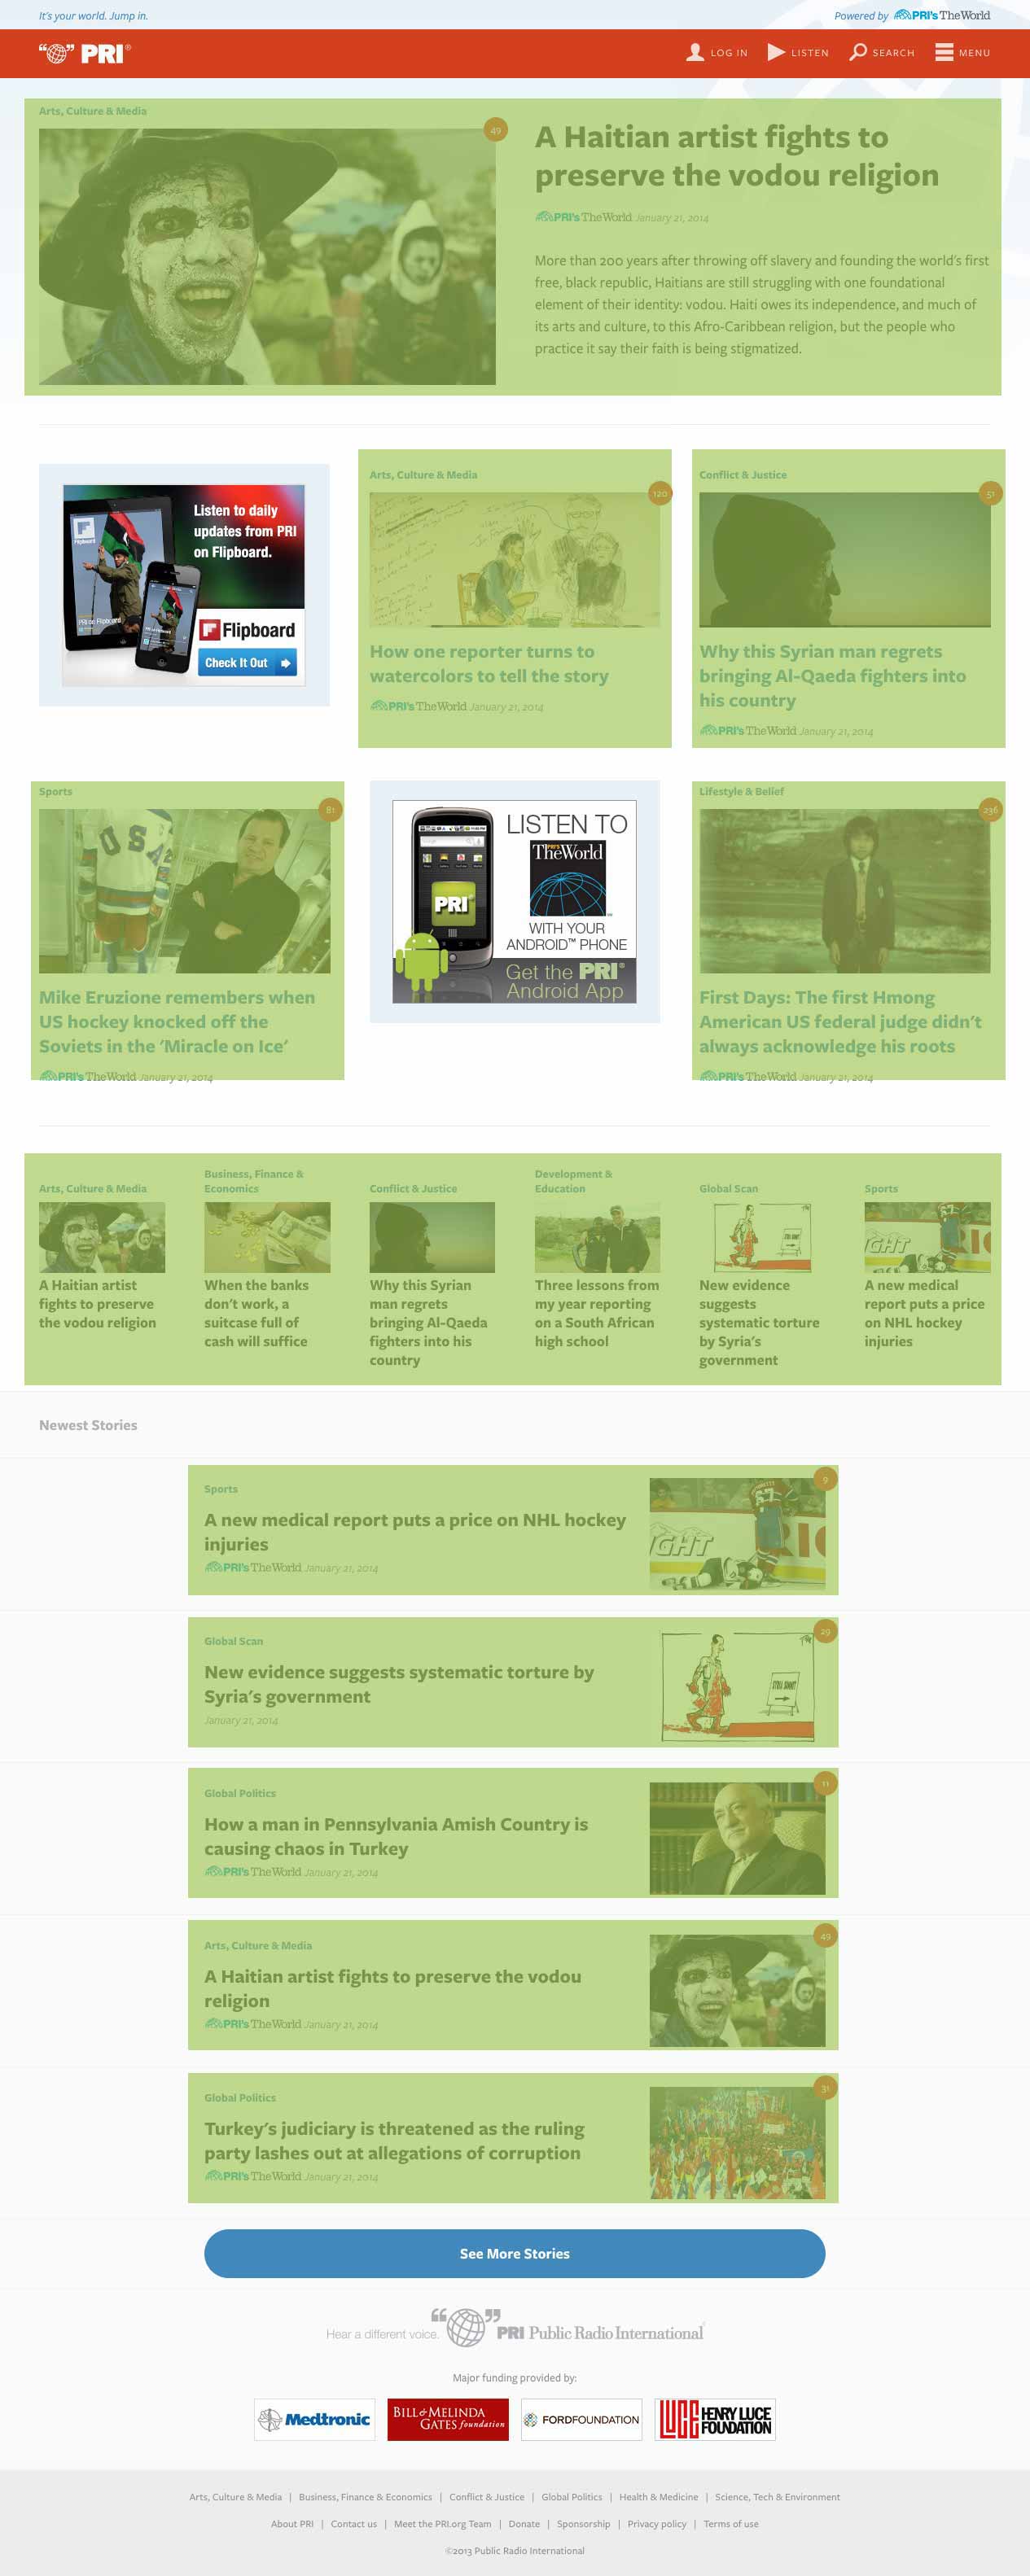 It's your world. Jump in.
Powered by PRI's The World
PRI®
LOG IN
LISTEN
SEARCH
MENU
Arts, Culture & Media
49
A Haitian artist fights to
preserve the vodou religion
PRI's The World January 21, 2014
More than 200 years after throwing off slavery and founding the world's first
free, black republic, Haitians are still struggling with one foundational
element of their identity: vodou. Haiti owes its independence, and much of
its arts and culture, to this Afro-Caribbean religion, but the people who
practice it say their faith is being stigmatized.
Listen to daily
updates from PRI
on Flipboard.
Flipboard
PRI on Flipboard
Flipboard
Check It Out
Arts, Culture & Media
120
How one reporter turns to
watercolors to tell the story
PRI's The World January 21, 2014
Conflict & Justice
51
Why this Syrian man regrets
bringing Al-Qaeda fighters into
his country
PRI's The World January 21, 2014
Sports
81
USA
Mike Eruzione remembers when
US hockey knocked off the
Soviets in the 'Miracle on Ice'
PRI's The World January 21, 2014
LISTEN TO
PRI's
The World
PRI
WITH YOUR
ANDROID™ PHONE
Get the PRI®
Android App
Lifestyle & Belief
236
First Days: The first Hmong
American US federal judge didn't
always acknowledge his roots
PRI's The World January 21, 2014
Arts, Culture & Media
A Haitian artist
fights to preserve
the vodou religion
Business, Finance &
Economics
When the banks
don't work, a
suitcase full of
cash will suffice
Conflict & Justice
Why this Syrian
man regrets
bringing Al-Qaeda
fighters into his
country
Development &
Education
Three lessons from
my year reporting
on a South African
high school
Global Scan
New evidence
suggests
systematic torture
by Syria's
government
Sports
A new medical
report puts a price
on NHL hockey
injuries
Newest Stories
Sports
9
A new medical report puts a price on NHL hockey
injuries
PRI's The World January 21, 2014
Global Scan
29
New evidence suggests systematic torture by
Syria's government
January 21, 2014
Global Politics
11
How a man in Pennsylvania Amish Country is
causing chaos in Turkey
PRI's The World January 21, 2014
Arts, Culture & Media
49
A Haitian artist fights to preserve the vodou
religion
PRI's The World January 21, 2014
Global Politics
31
Turkey's judiciary is threatened as the ruling
party lashes out at allegations of corruption
PRI's The World January 21, 2014
See More Stories
Hear a different voice. PRI Public Radio International
Major funding provided by:
Medtronic
BILL & MELINDA
GATES foundation
FORDFOUNDATION
LUCE HENRY LUCE
FOUNDATION
Arts, Culture & Media | Business, Finance & Economics | Conflict & Justice | Global Politics | Health & Medicine | Science, Tech & Environment
About PRI | Contact us | Meet the PRI.org Team | Donate | Sponsorship | Privacy policy | Terms of use
©2013 Public Radio International